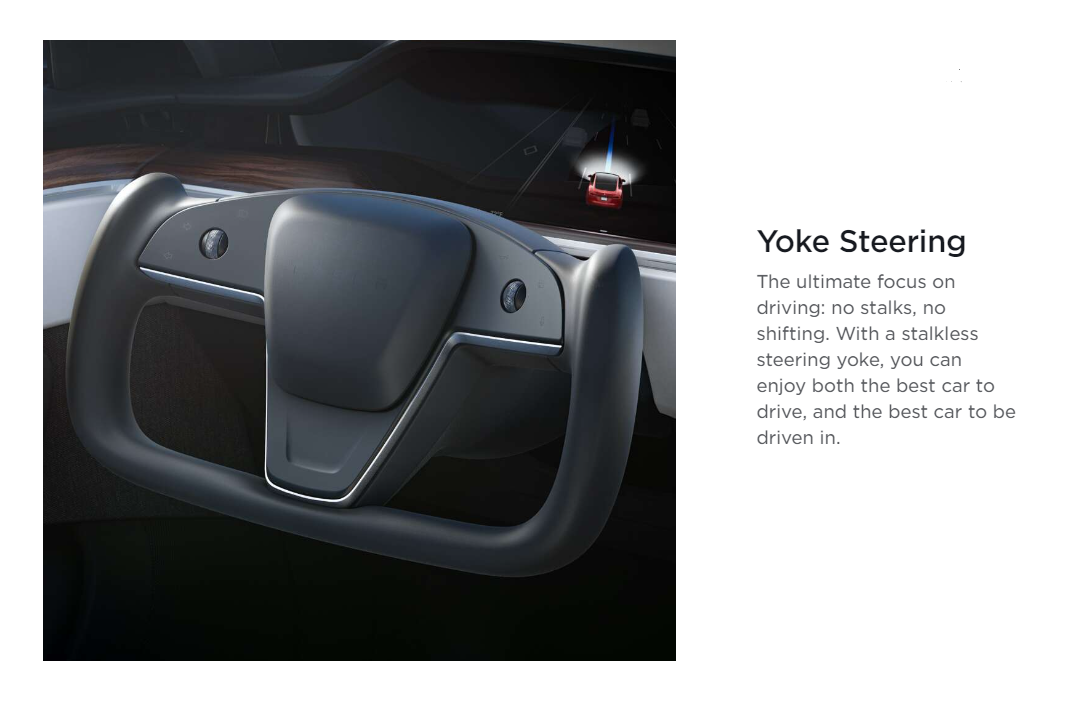 Yoke Steering
The ultimate focus on
driving: no stalks, no
shifting. With a stalkless
steering yoke, you can
enjoy both the best car to
drive, and the best car to be
driven in.